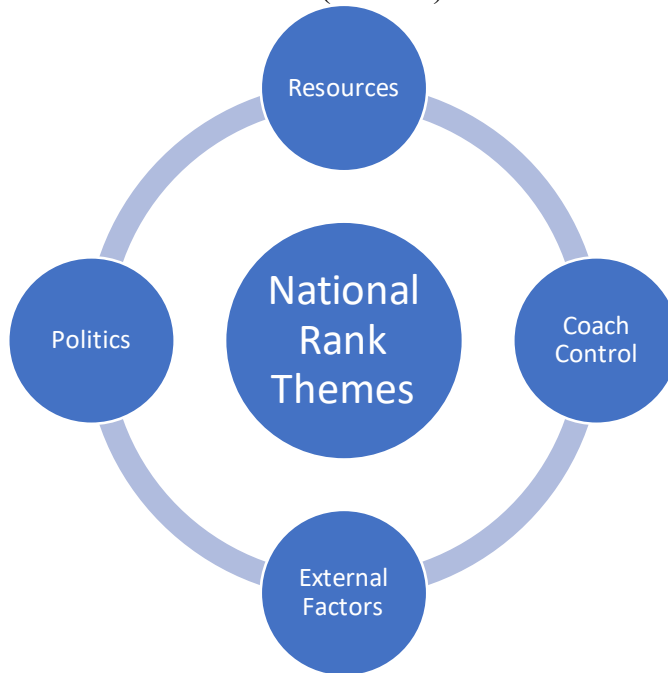 Resources
National
Rank
Themes
Politics
Coach
Control
External
Factors